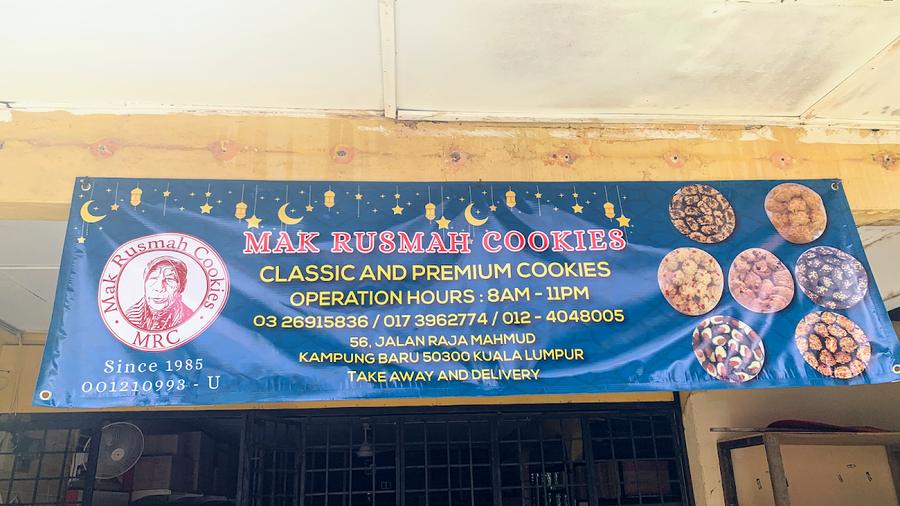 MAK RUSMAH COOKIES
CLASSIC AND PREMIUM COOKIES
OPERATION HOURS : 8AM - 11PM
03 26915836 / 017 3962774 / 012 - 4048005
56, JALAN RAJA MAHMUD
KAMPUNG BARU 50300 KUALA LUMPUR
TAKE AWAY AND DELIVERY
Mak Rusmah Cookies
MRC
Since 1985
001210993 - U